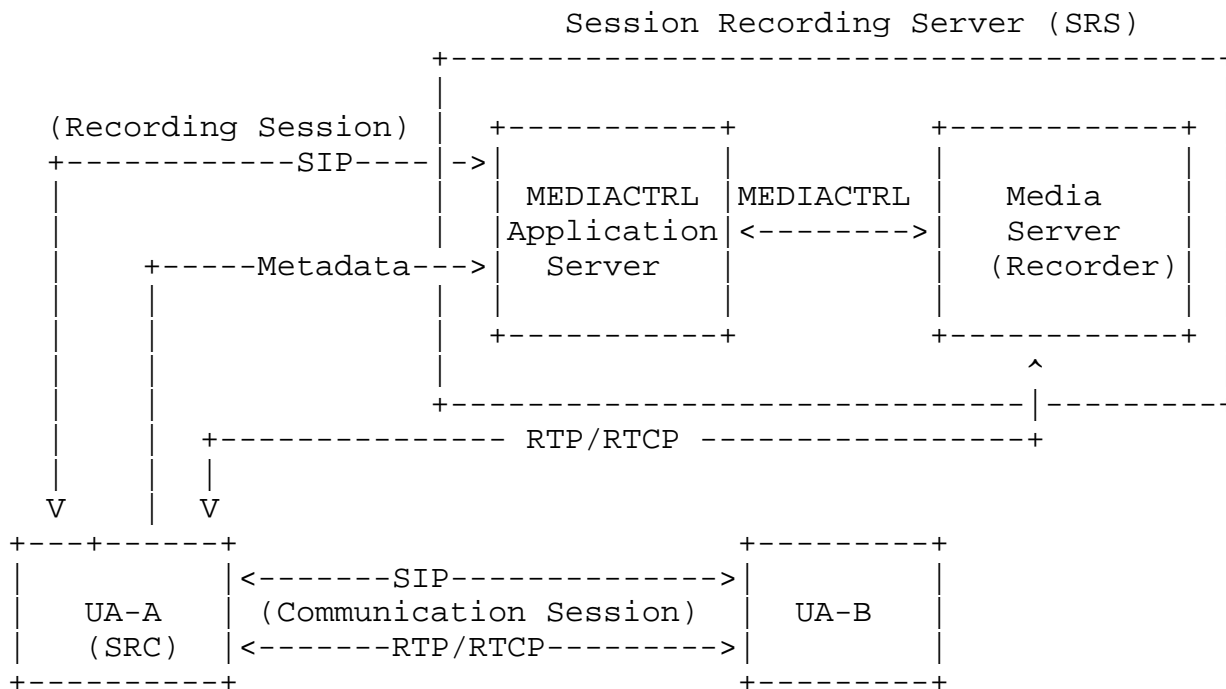 Session Recording Server (SRS)
(Recording Session)
SIP
MEDIACTRL MEDIACTRL Media
Application Server
Metadata Server (Recorder)
RTP/RTCP
SIP
UA-A (Communication Session) UA-B
(SRC) RTP/RTCP